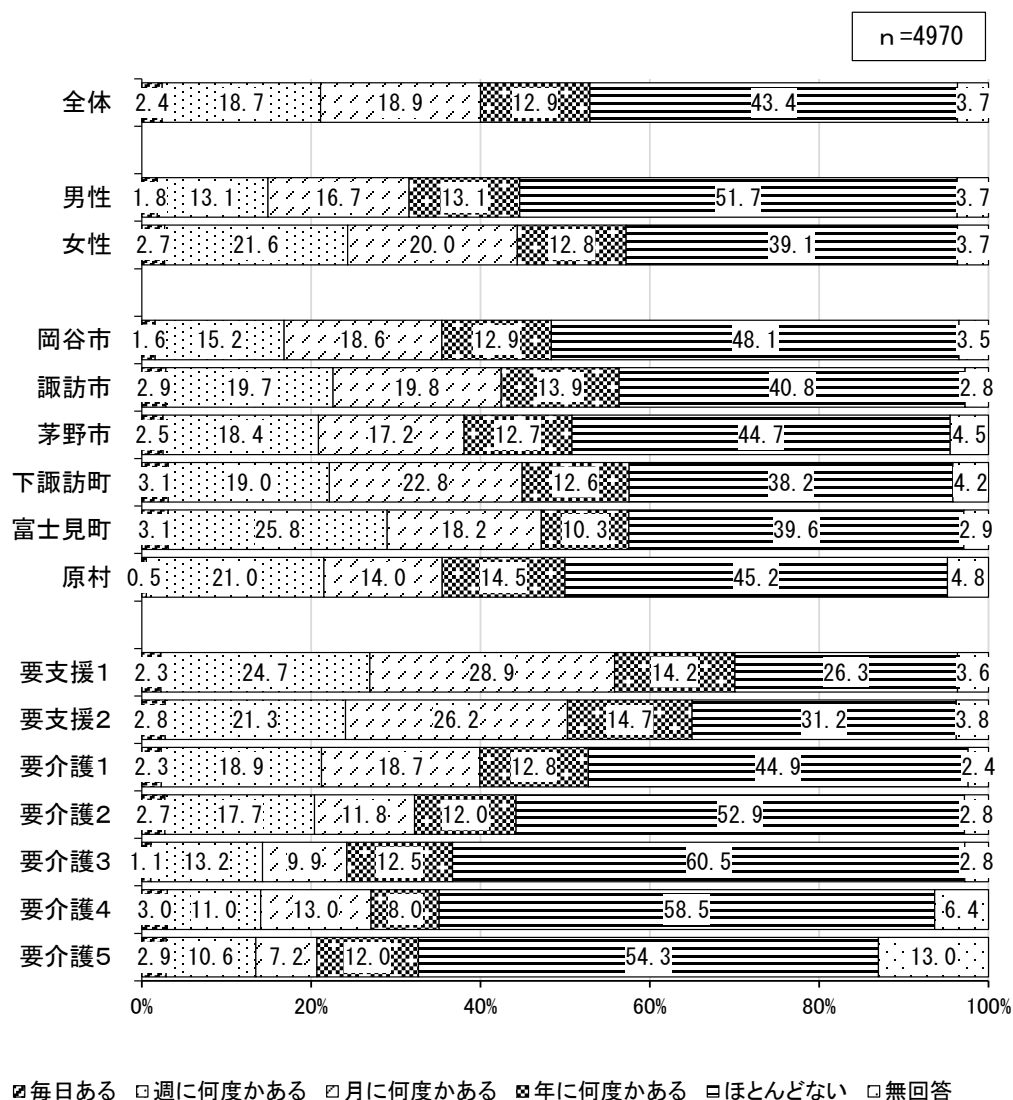 ｎ=4970
全体 2.4 18.7 18.9 12.9 43.4 3.7
男性 1.8 13.1 16.7 13.1 51.7 3.7
女性 2.7 21.6 20.0 12.8 39.1 3.7
岡谷市 1.6 15.2 18.6 12.9 48.1 3.5
諏訪市 2.9 19.7 19.8 13.9 40.8 2.8
茅野市 2.5 18.4 17.2 12.7 44.7 4.5
下諏訪町 3.1 19.0 22.8 12.6 38.2 4.2
富士見町 3.1 25.8 18.2 10.3 39.6 2.9
原村 0.5 21.0 14.0 14.5 45.2 4.8
要支援1 2.3 24.7 28.9 14.2 26.3 3.6
要支援2 2.8 21.3 26.2 14.7 31.2 3.8
要介護1 2.3 18.9 18.7 12.8 44.9 2.4
要介護2 2.7 17.7 11.8 12.0 52.9 2.8
要介護3 1.1 13.2 9.9 12.5 60.5 2.8
要介護4 3.0 11.0 13.0 8.0 58.5 6.4
要介護5 2.9 10.6 7.2 12.0 54.3 13.0
0% 20% 40% 60% 80% 100%
毎日ある 週に何度かある 月に何度かある 年に何度かある ほとんどない 無回答